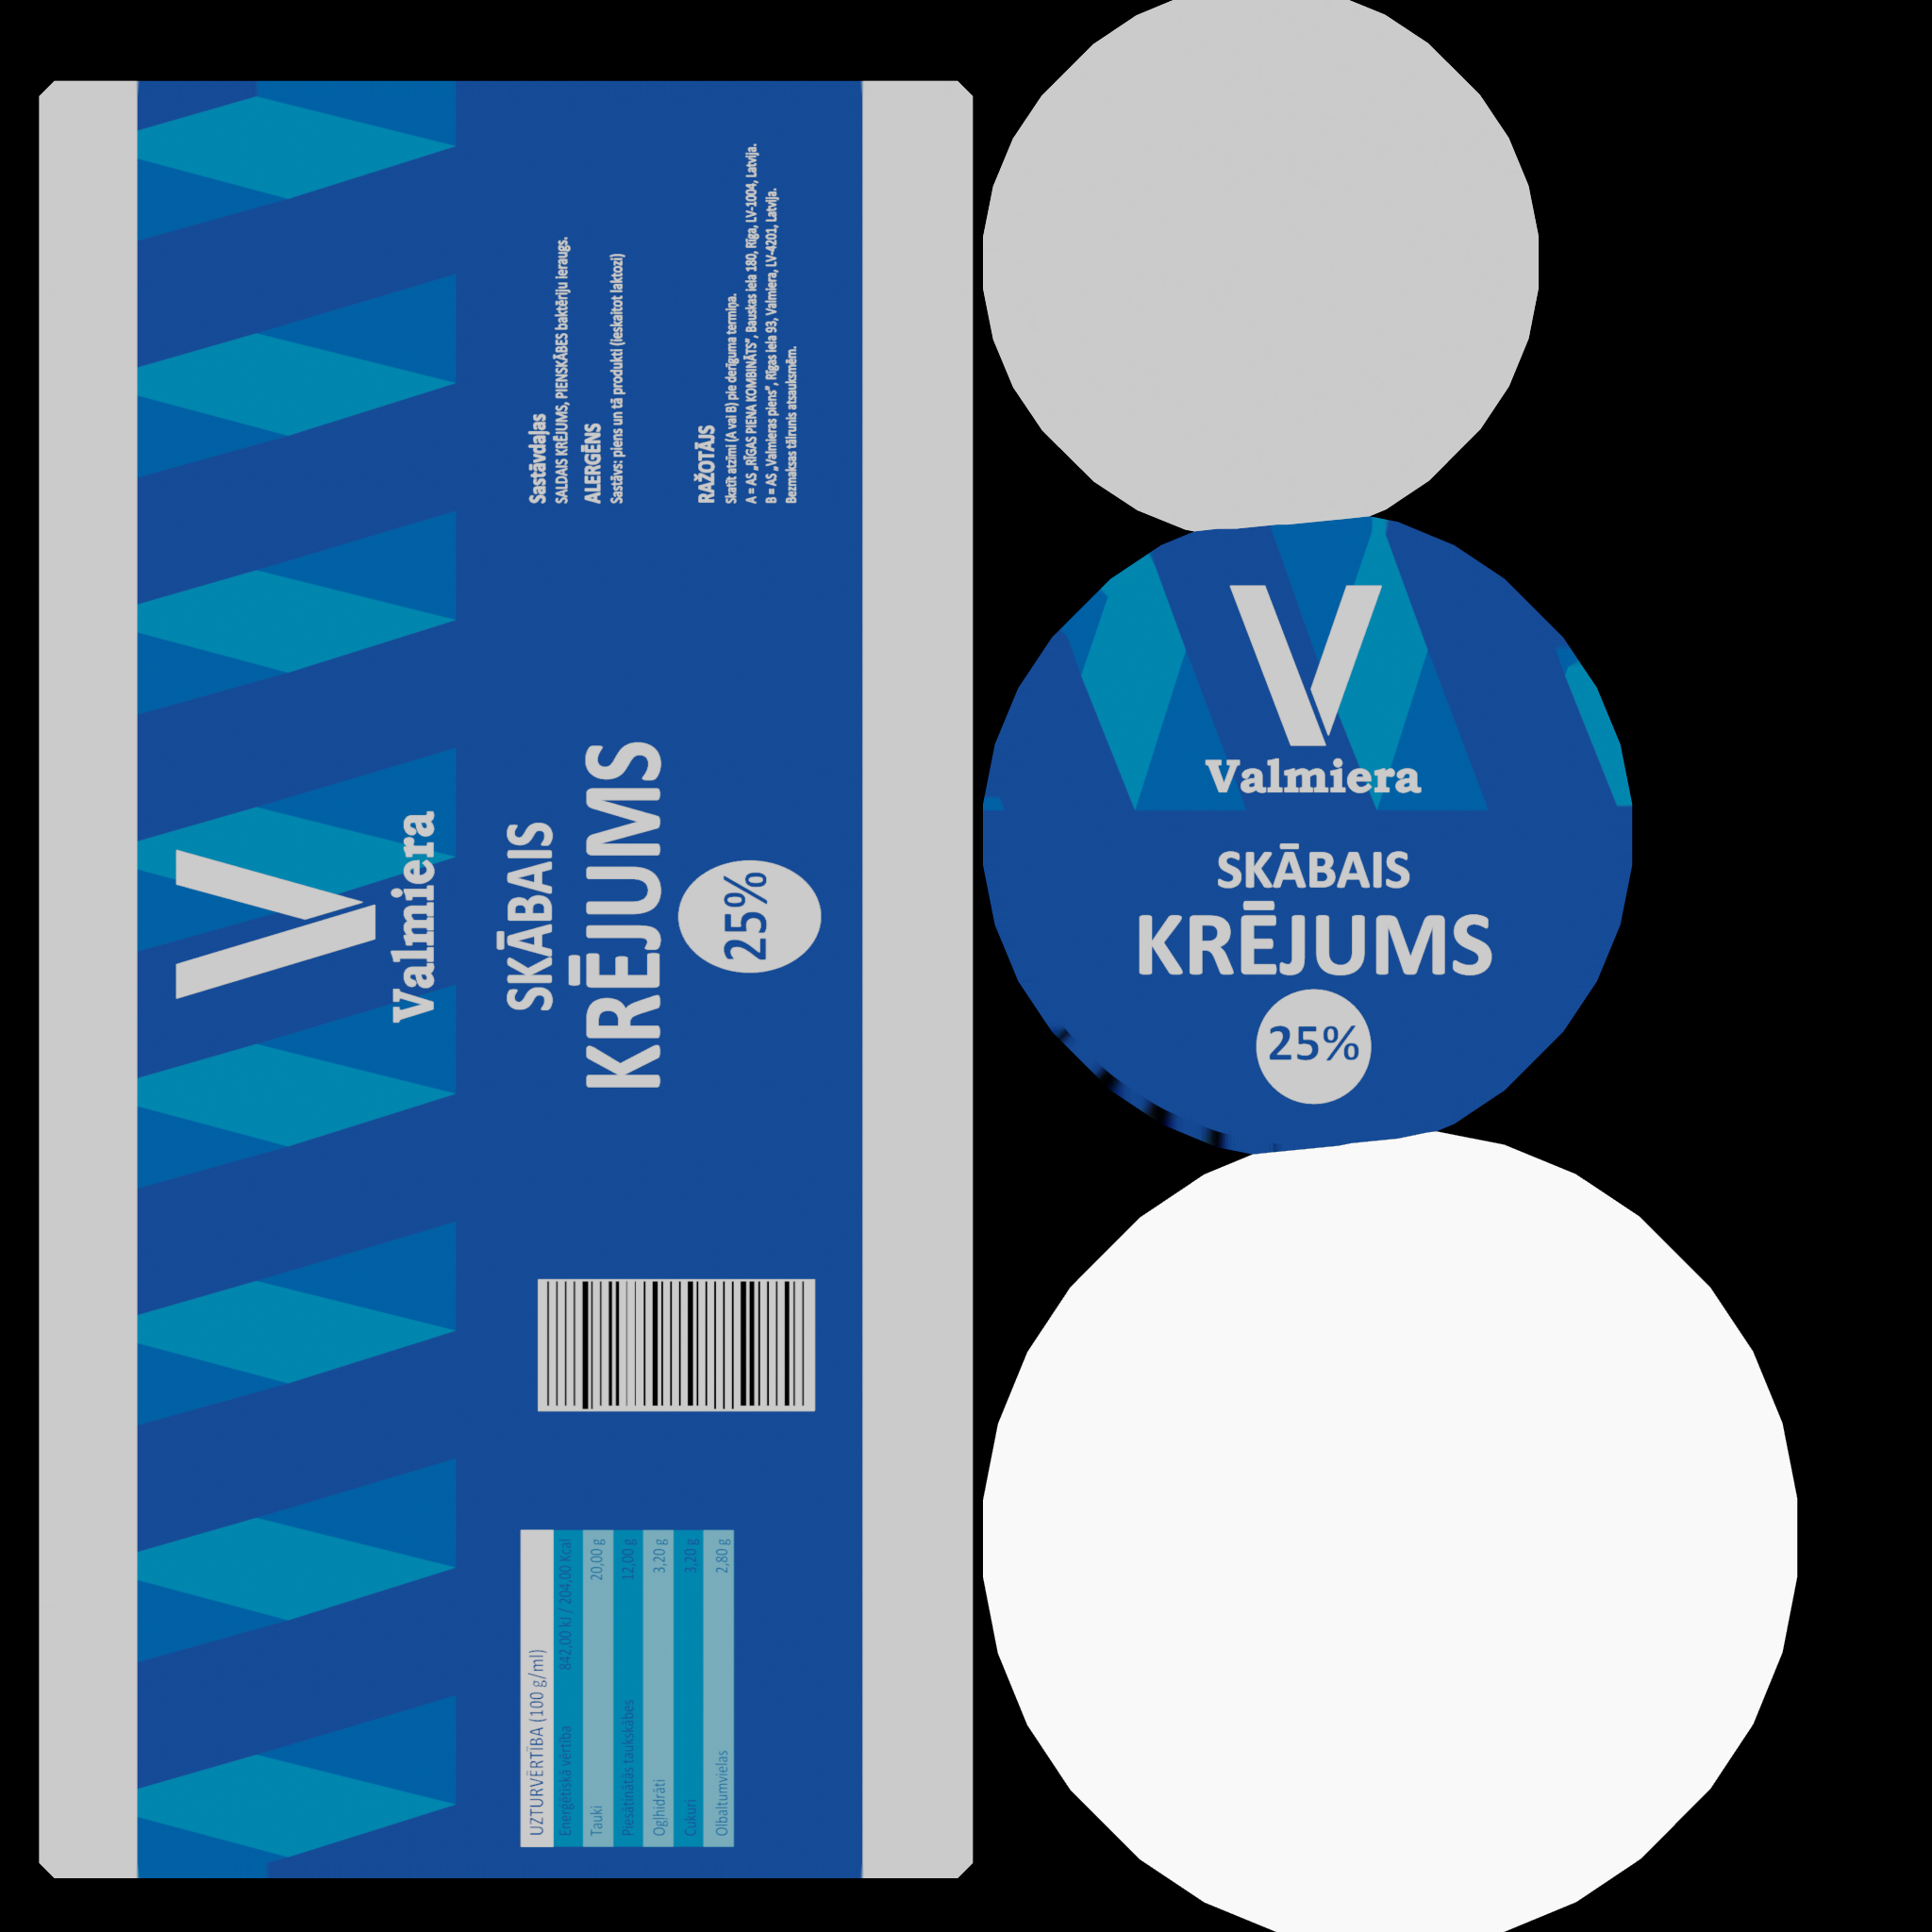 Valmiera
SKĀBAIS
KRĒJUMS
25%
Sastāvdaļas
SALDAIS KRĒJUMS, PIENSKĀBES baktēriju ieraugs.
ALERGĒNS
Sastāvs: piens un tā produkti (ieskaitot laktozi)
RAŽOTĀJS
Skatīt atzīmi (A vai B) pie derīguma termiņa.
A = AS „RĪGAS PIENA KOMBINĀTS”, Bauskas iela 180, Rīga, LV-1004, Latvija.
B = AS „Valmieras piens”, Rīgas iela 93, Valmiera, LV-4201, Latvija.
Bezmaksas tālrunis atsauksmēm.
UZTURVĒRTĪBA (100 g/ml)
Enerģētiskā vērtība 842,00 kJ / 204,00 Kcal
Tauki 20,00 g
Piesātinātās taukskābes 12,00 g
Ogļhidrāti 3,20 g
Cukuri 3,20 g
Olbaltumvielas 2,80 g
Valmiera
SKĀBAIS
KRĒJUMS
25%